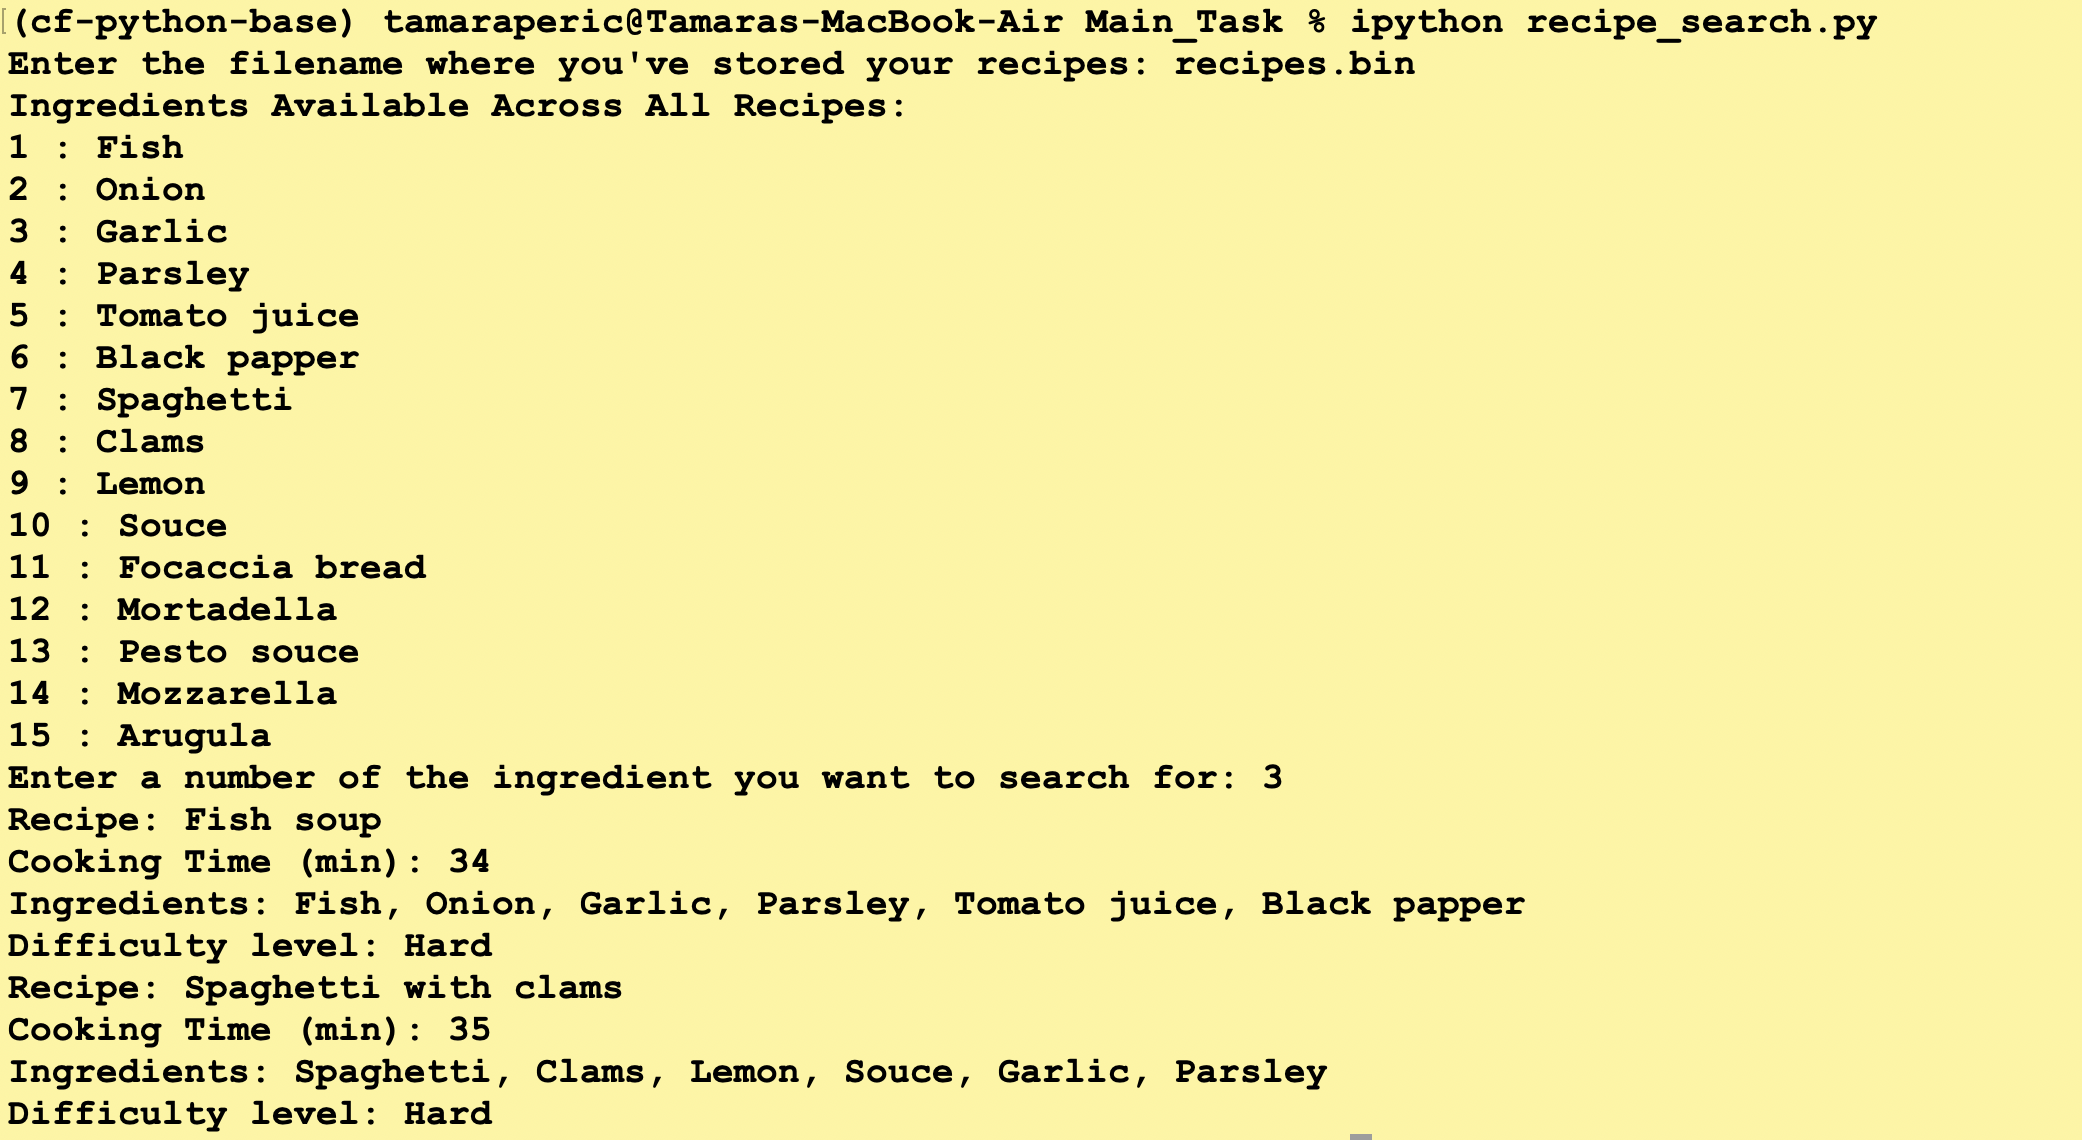 (cf-python-base) tamaraperic@Tamaras-MacBook-Air Main_Task % ipython recipe_search.py
Enter the filename where you've stored your recipes: recipes.bin
Ingredients Available Across All Recipes:
1 : Fish
2 : Onion
3 : Garlic
4 : Parsley
5 : Tomato juice
6 : Black papper
7 : Spaghetti
8 : Clams
9 : Lemon
10 : Souce
11 : Focaccia bread
12 : Mortadella
13 : Pesto souce
14 : Mozzarella
15 : Arugula
Enter a number of the ingredient you want to search for: 3
Recipe: Fish soup
Cooking Time (min): 34
Ingredients: Fish, Onion, Garlic, Parsley, Tomato juice, Black papper
Difficulty level: Hard
Recipe: Spaghetti with clams
Cooking Time (min): 35
Ingredients: Spaghetti, Clams, Lemon, Souce, Garlic, Parsley
Difficulty level: Hard